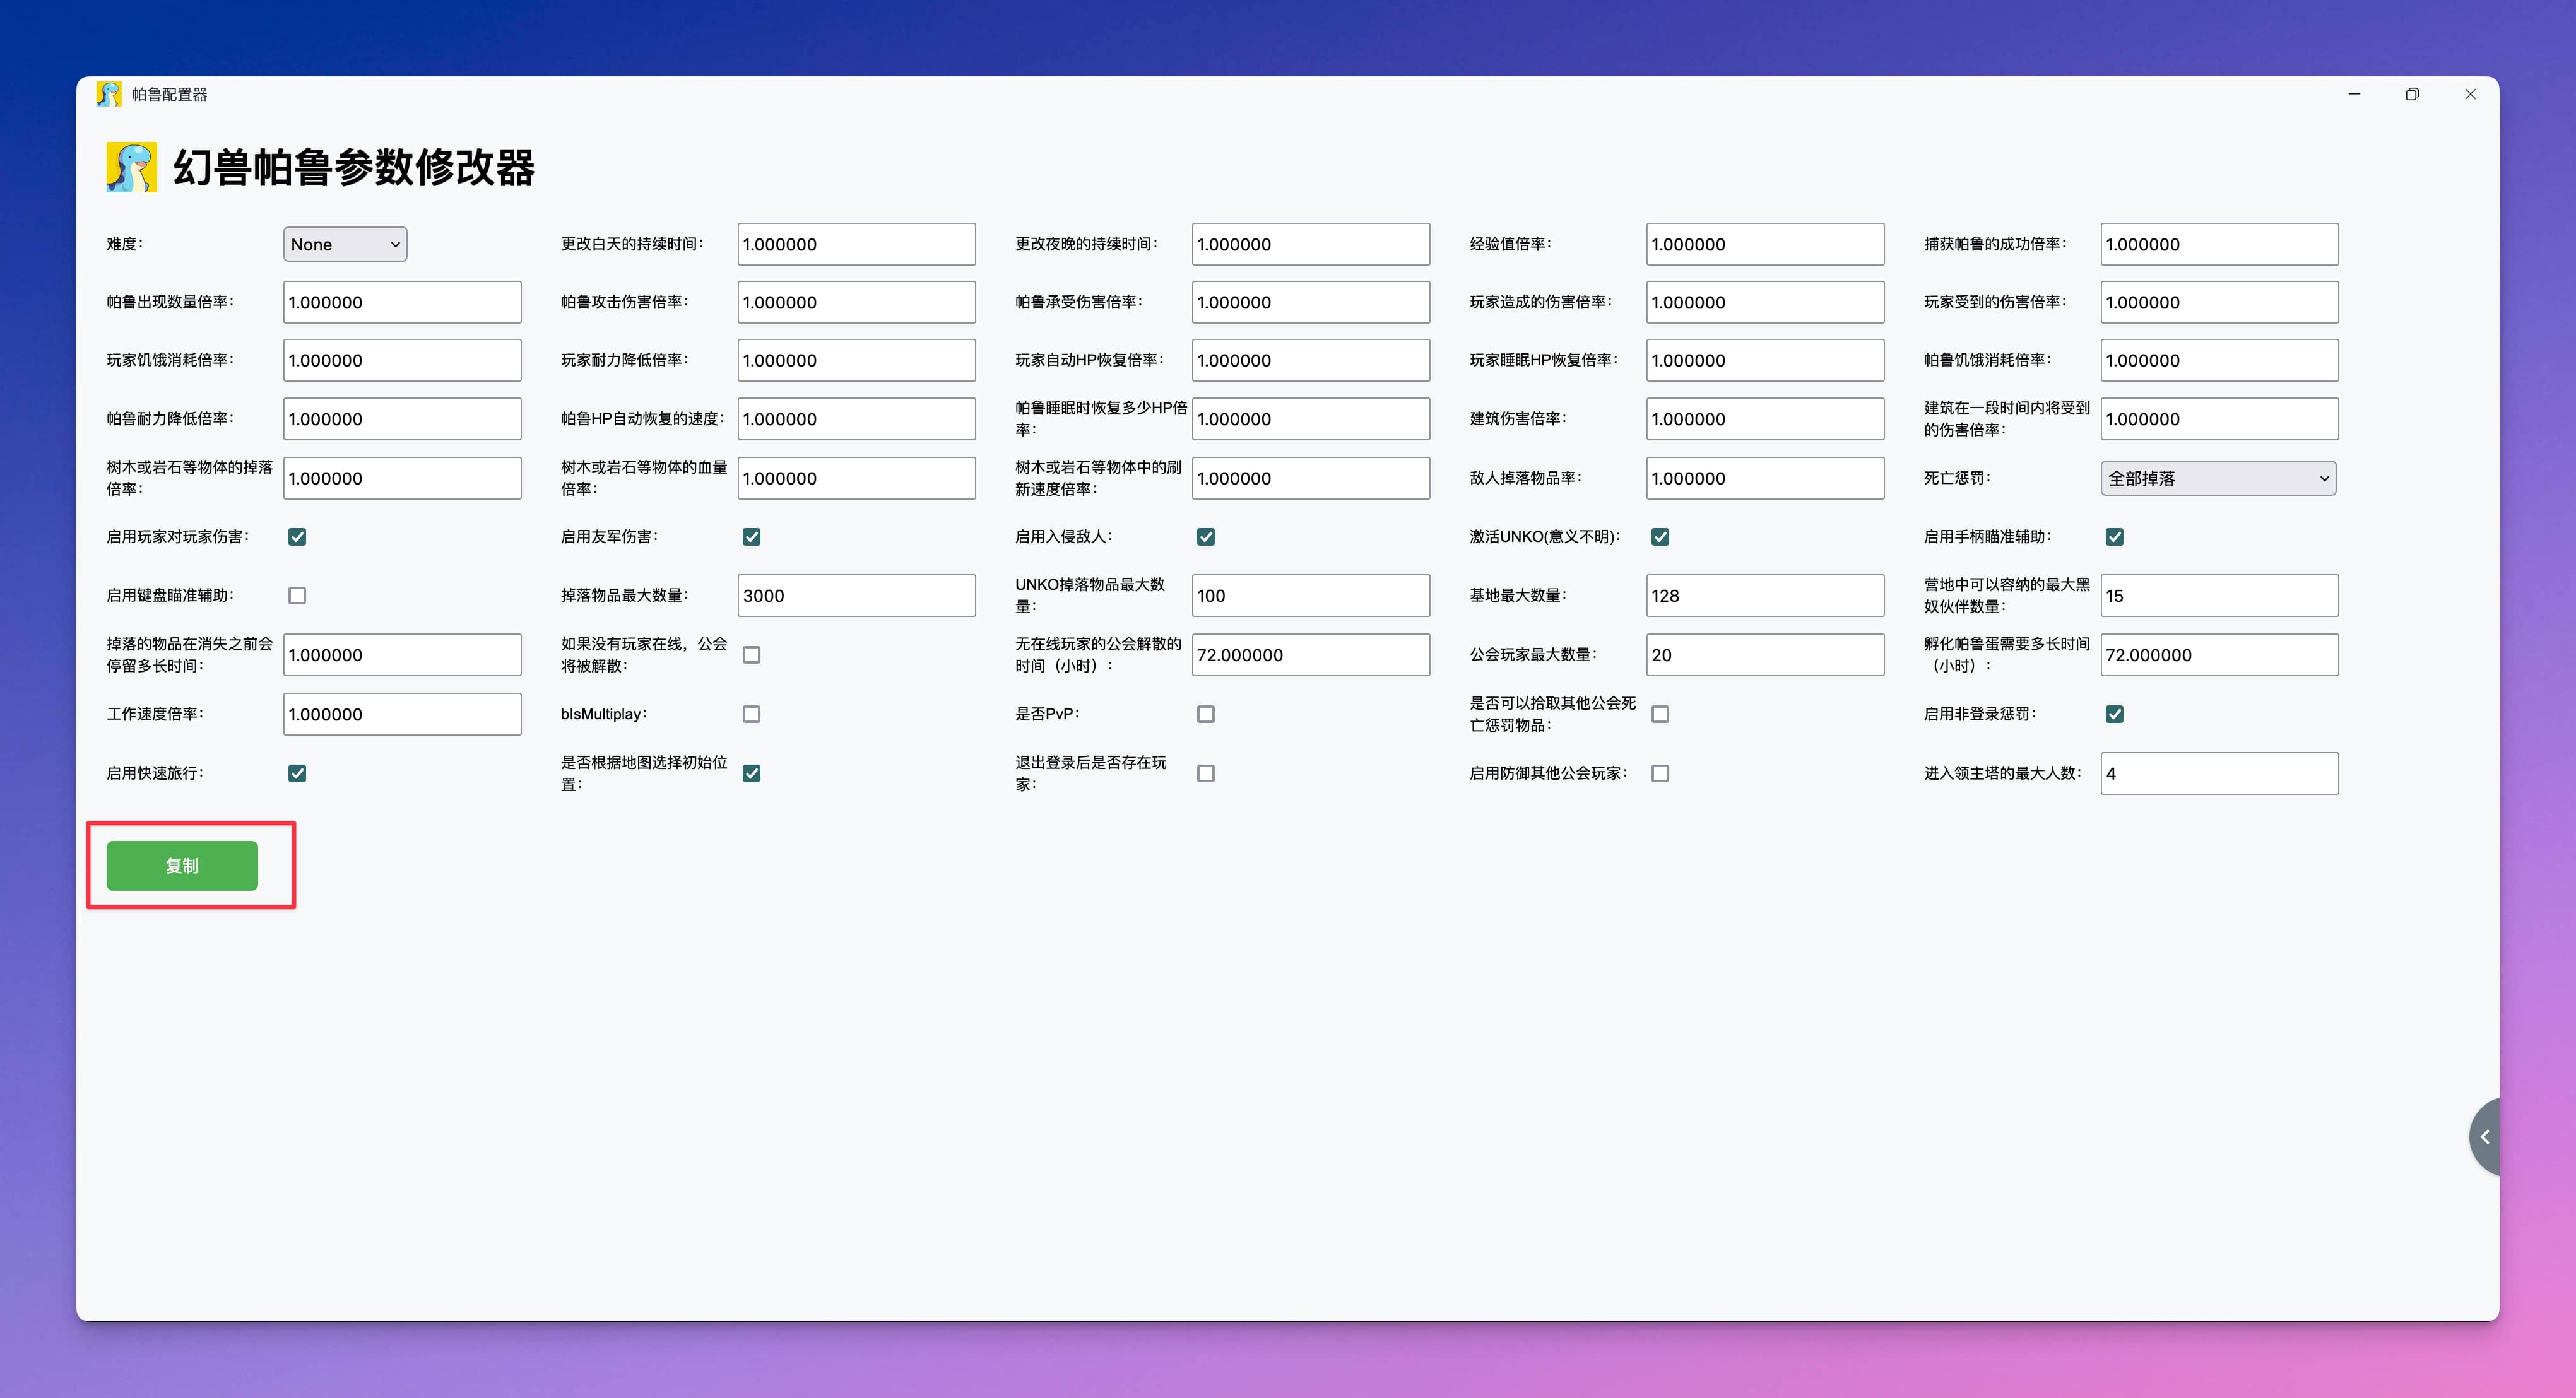 帕鲁配置器
幻兽帕鲁参数修改器
难度: None 更改白天的持续时间: 1.000000 更改夜晚的持续时间: 1.000000 经验值倍率: 1.000000 捕获帕鲁的成功倍率: 1.000000
帕鲁出现数量倍率: 1.000000 帕鲁攻击伤害倍率: 1.000000 帕鲁承受伤害倍率: 1.000000 玩家造成的伤害倍率: 1.000000 玩家受到的伤害倍率: 1.000000
玩家饥饿消耗倍率: 1.000000 玩家耐力降低倍率: 1.000000 玩家自动HP恢复倍率: 1.000000 玩家睡眠HP恢复倍率: 1.000000 帕鲁饥饿消耗倍率: 1.000000
帕鲁耐力降低倍率: 1.000000 帕鲁HP自动恢复的速度: 1.000000 帕鲁睡眠时恢复多少HP倍
率: 1.000000 建筑伤害倍率: 1.000000 建筑在一段时间内将受到
的伤害倍率: 1.000000
树木或岩石等物体的掉落
倍率: 1.000000 树木或岩石等物体的血量
倍率: 1.000000 树木或岩石等物体中的刷
新速度倍率: 1.000000 敌人掉落物品率: 1.000000 死亡惩罚: 全部掉落
启用玩家对玩家伤害: 启用友军伤害: 启用入侵敌人: 激活UNKO(意义不明): 启用手柄瞄准辅助:
启用键盘瞄准辅助: 掉落物品最大数量: 3000 UNKO掉落物品最大数
量: 100 基地最大数量: 128 营地中可以容纳的最大黑
奴伙伴数量: 15
掉落的物品在消失之前会
停留多长时间: 1.000000 如果没有玩家在线，公会
将被解散: 无在线玩家的公会解散的
时间（小时）: 72.000000 公会玩家最大数量: 20 孵化帕鲁蛋需要多长时间
（小时）: 72.000000
工作速度倍率: 1.000000 bIsMultiplay: 是否PvP: 是否可以拾取其他公会死
亡惩罚物品: 启用非登录惩罚:
启用快速旅行: 是否根据地图选择初始位
置: 退出登录后是否存在玩
家: 启用防御其他公会玩家: 进入领主塔的最大人数: 4
复制